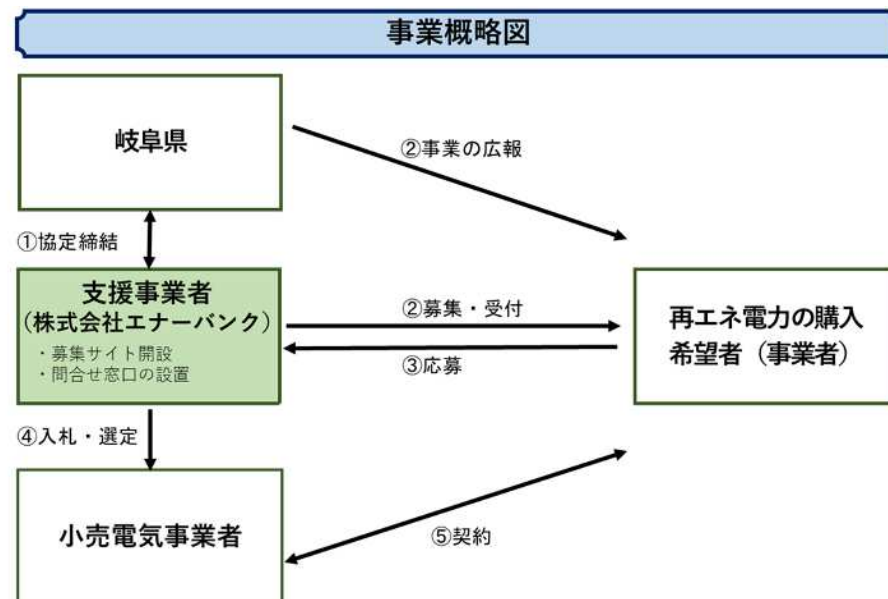 事業概略図
岐阜県
②事業の広報
①協定締結
支援事業者
(株式会社エナーバンク)
・募集サイト開設
・問合せ窓口の設置
②募集・受付
③応募
再エネ電力の購入
希望者（事業者）
④入札・選定
小売電気事業者
⑤契約